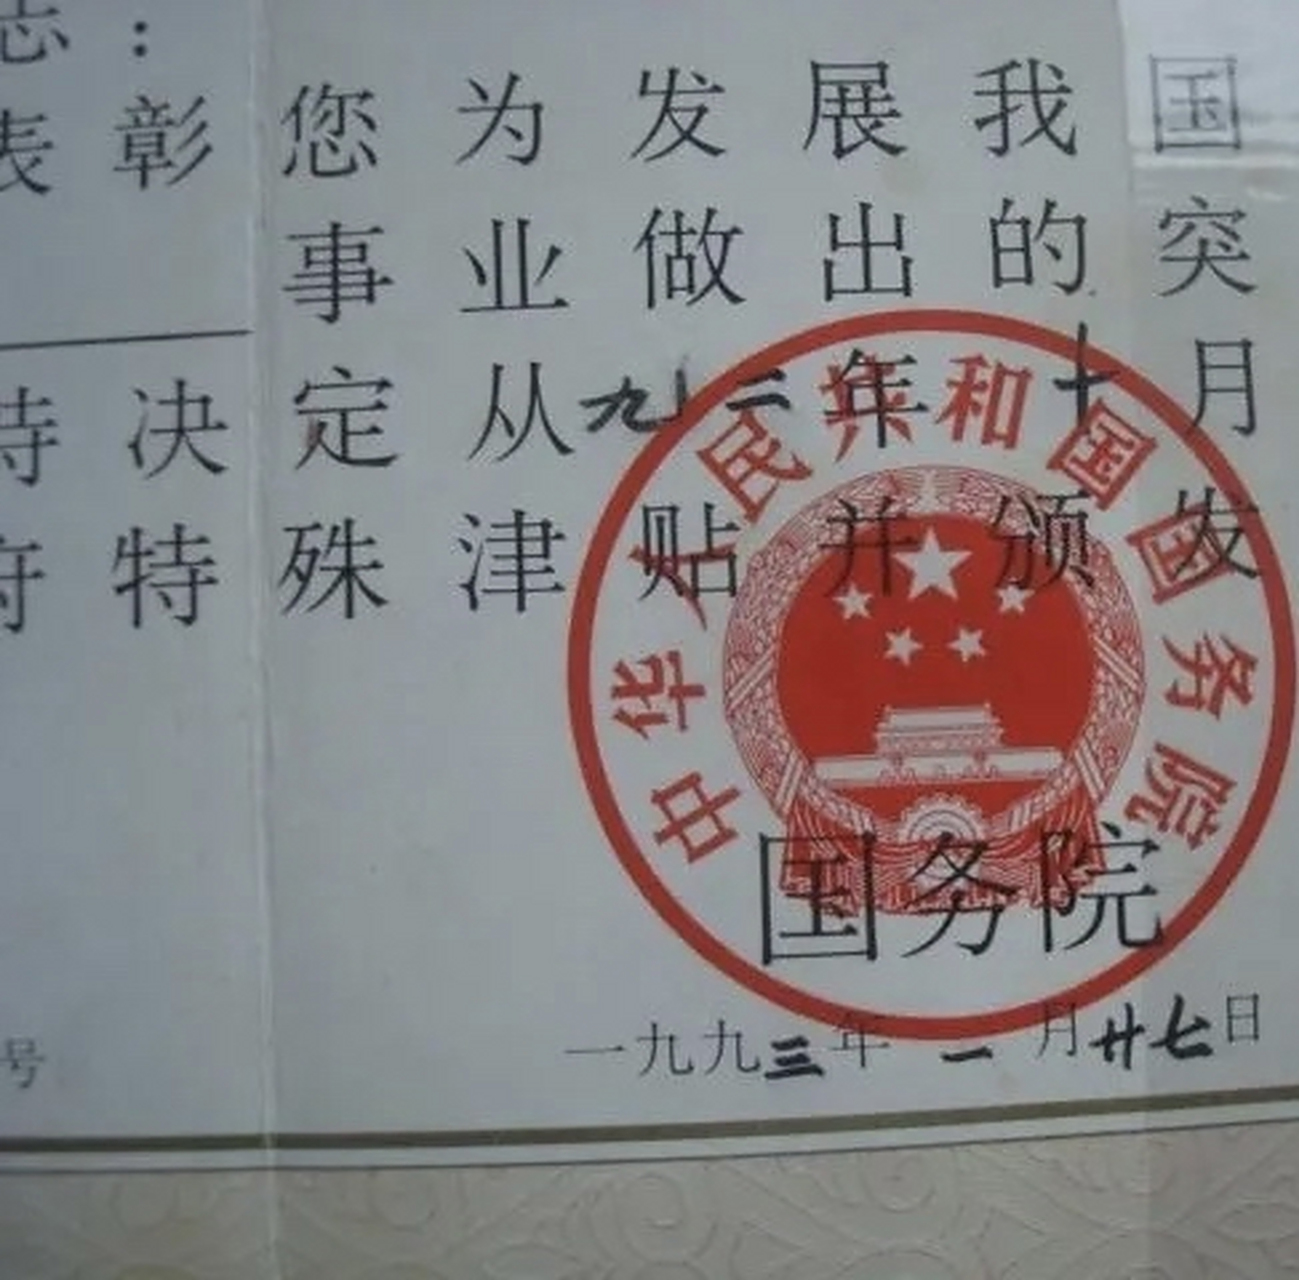 志：
表彰您为发展我国
事业做出的突
特决定从九二年十月
府特殊津贴并颁发
中华人民共和国国务院
国务院
号
一九九三年一月廿七日